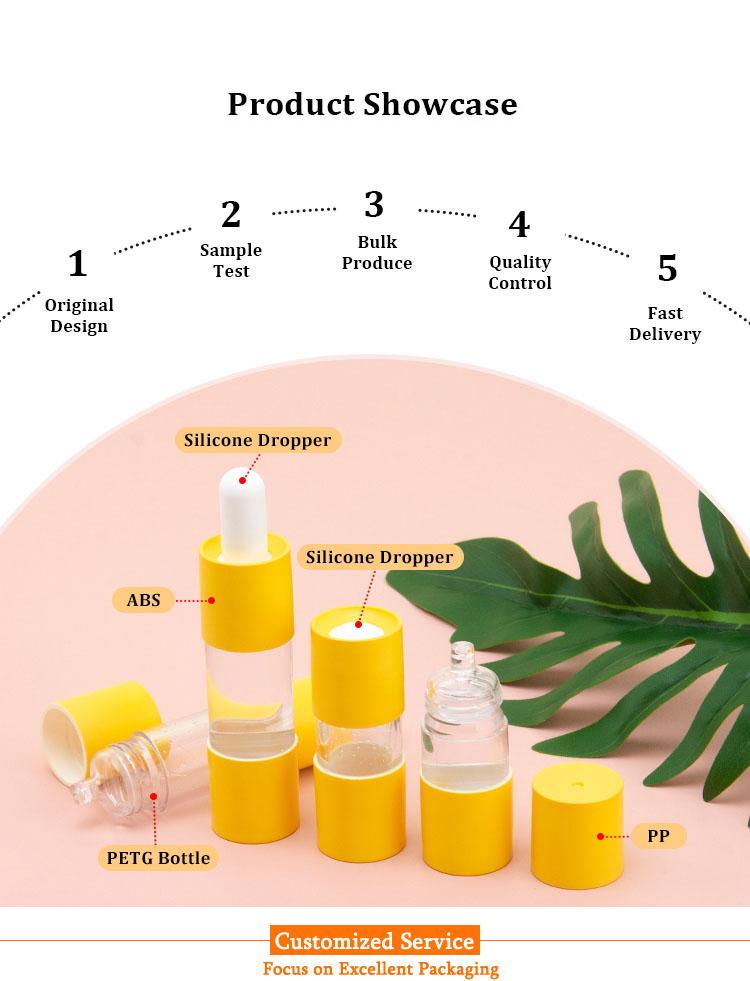 Product Showcase
1
Original
Design
2
Sample
Test
3
Bulk
Produce
4
Quality
Control
5
Fast
Delivery
Silicone Dropper
Silicone Dropper
ABS
PETG Bottle
PP
Customized Service
Focus on Excellent Packaging